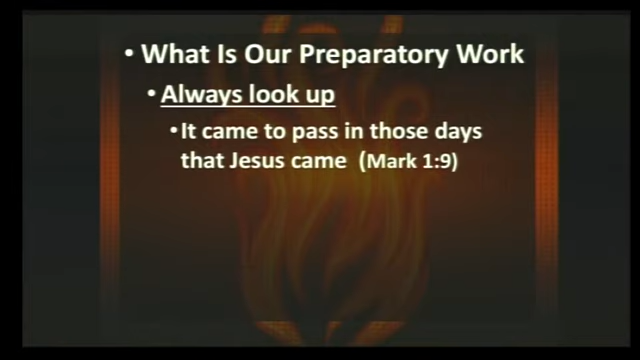 • What Is Our Preparatory Work
• Always look up
• It came to pass in those days
that Jesus came (Mark 1:9)